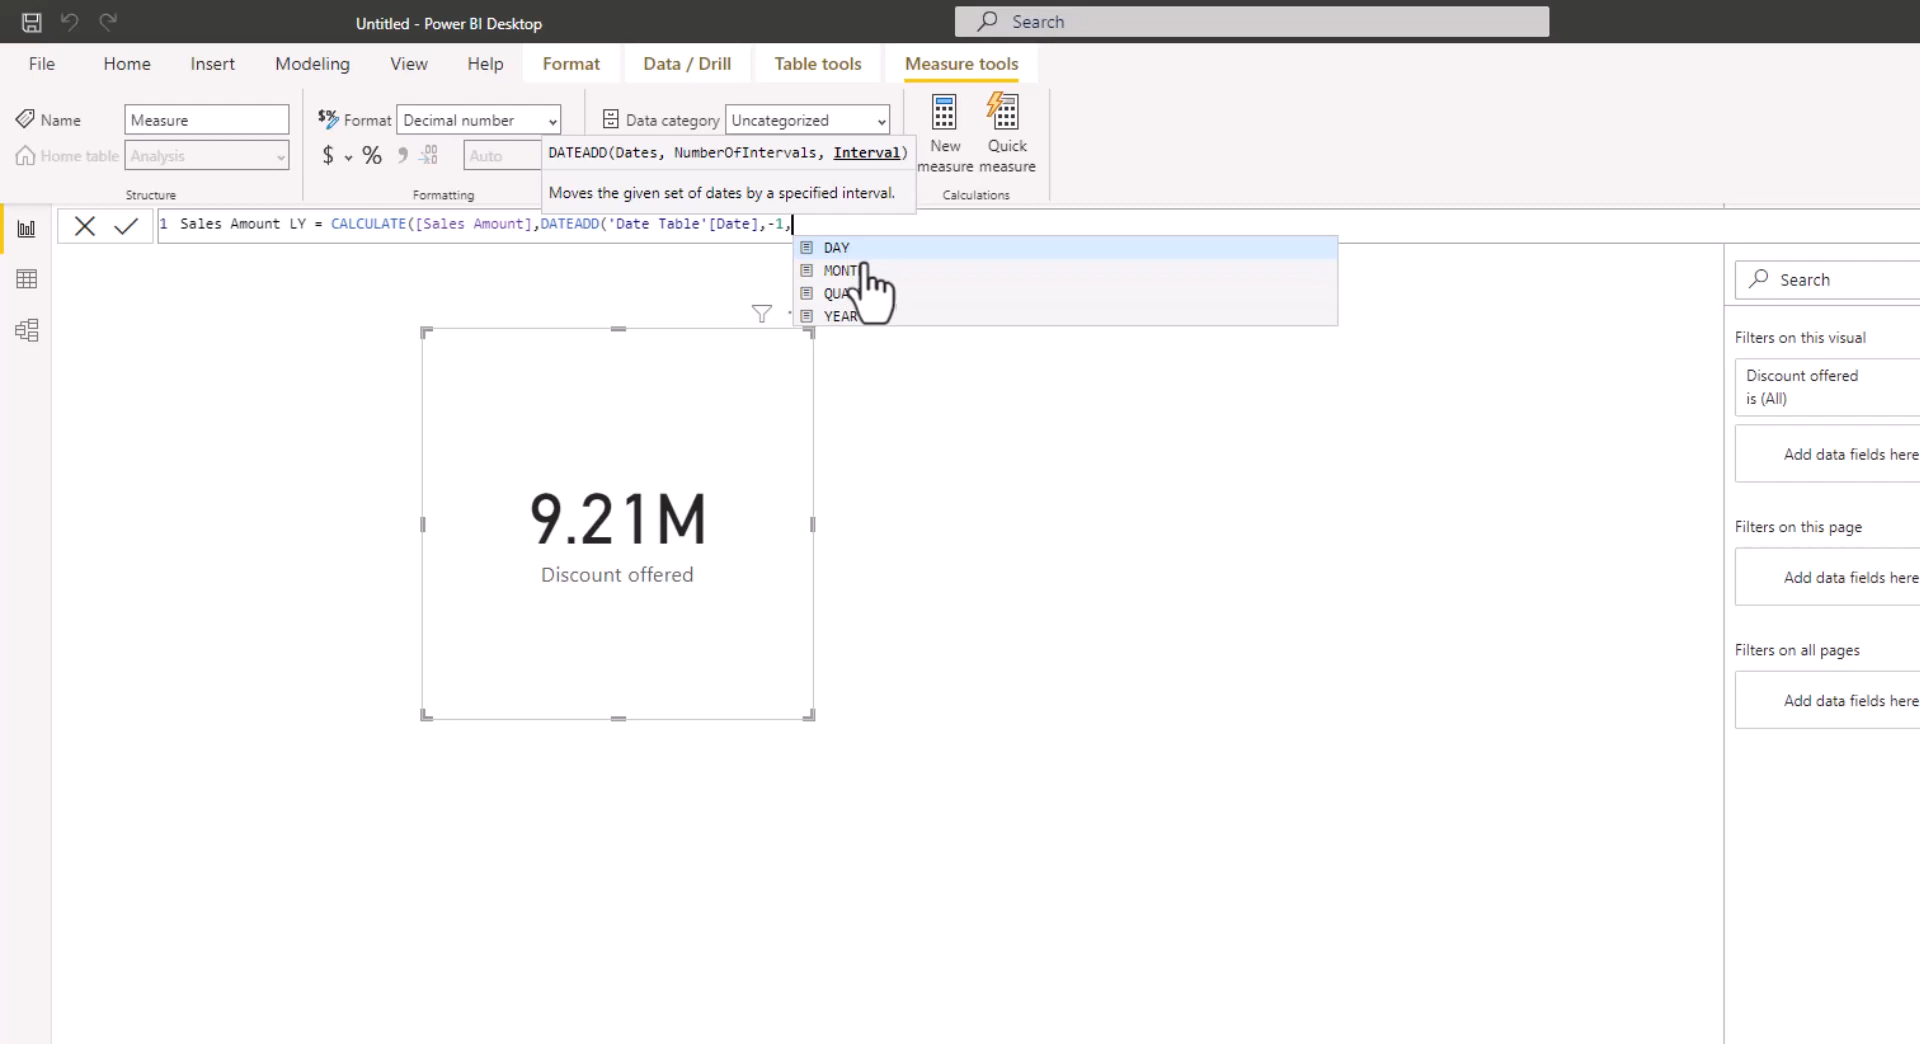 Untitled - Power BI Desktop
Search
File Home Insert Modeling View Help Format Data / Drill Table tools Measure tools
Name Measure
Home table Analysis
Structure
$% Format Decimal number
$ % 9 .00 Auto
Formatting
Data category Uncategorized
New measure
Quick measure
Calculations
DATEADD(Dates, NumberOfIntervals, Interval)
Moves the given set of dates by a specified interval.
1 Sales Amount LY = CALCULATE([Sales Amount],DATEADD('Date Table'[Date],-1,
DAY
YEAR
9.21M
Discount offered
Search
Filters on this visual
Discount offered
is (All)
Add data fields here
Filters on this page
Add data fields here
Filters on all pages
Add data fields here